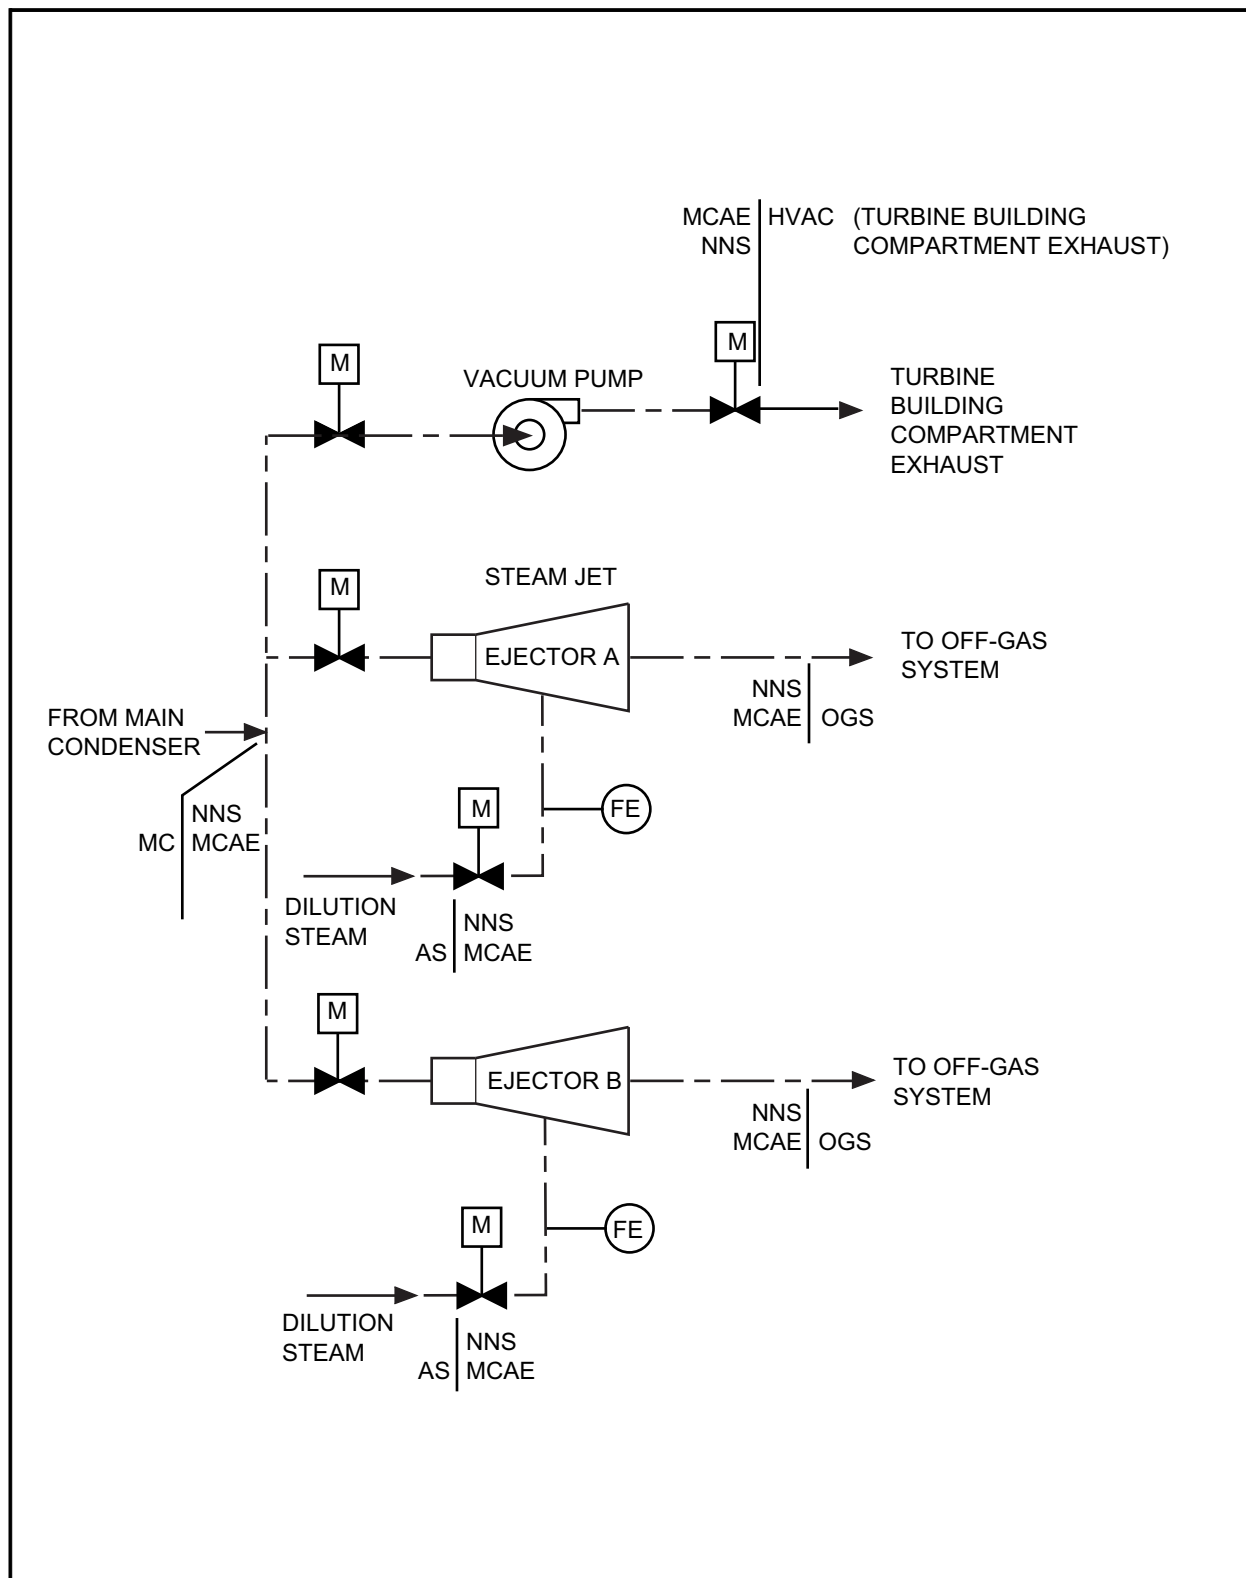 MCAE HVAC (TURBINE BUILDING
NNS COMPARTMENT EXHAUST)
M
M
VACUUM PUMP
TURBINE
BUILDING
COMPARTMENT
EXHAUST
M
STEAM JET
EJECTOR A
TO OFF-GAS
SYSTEM
NNS
MCAE OGS
FROM MAIN
CONDENSER
NNS
MC MCAE
M
FE
DILUTION
STEAM
NNS
AS MCAE
M
EJECTOR B
TO OFF-GAS
SYSTEM
NNS
MCAE OGS
M
FE
DILUTION
STEAM
NNS
AS MCAE